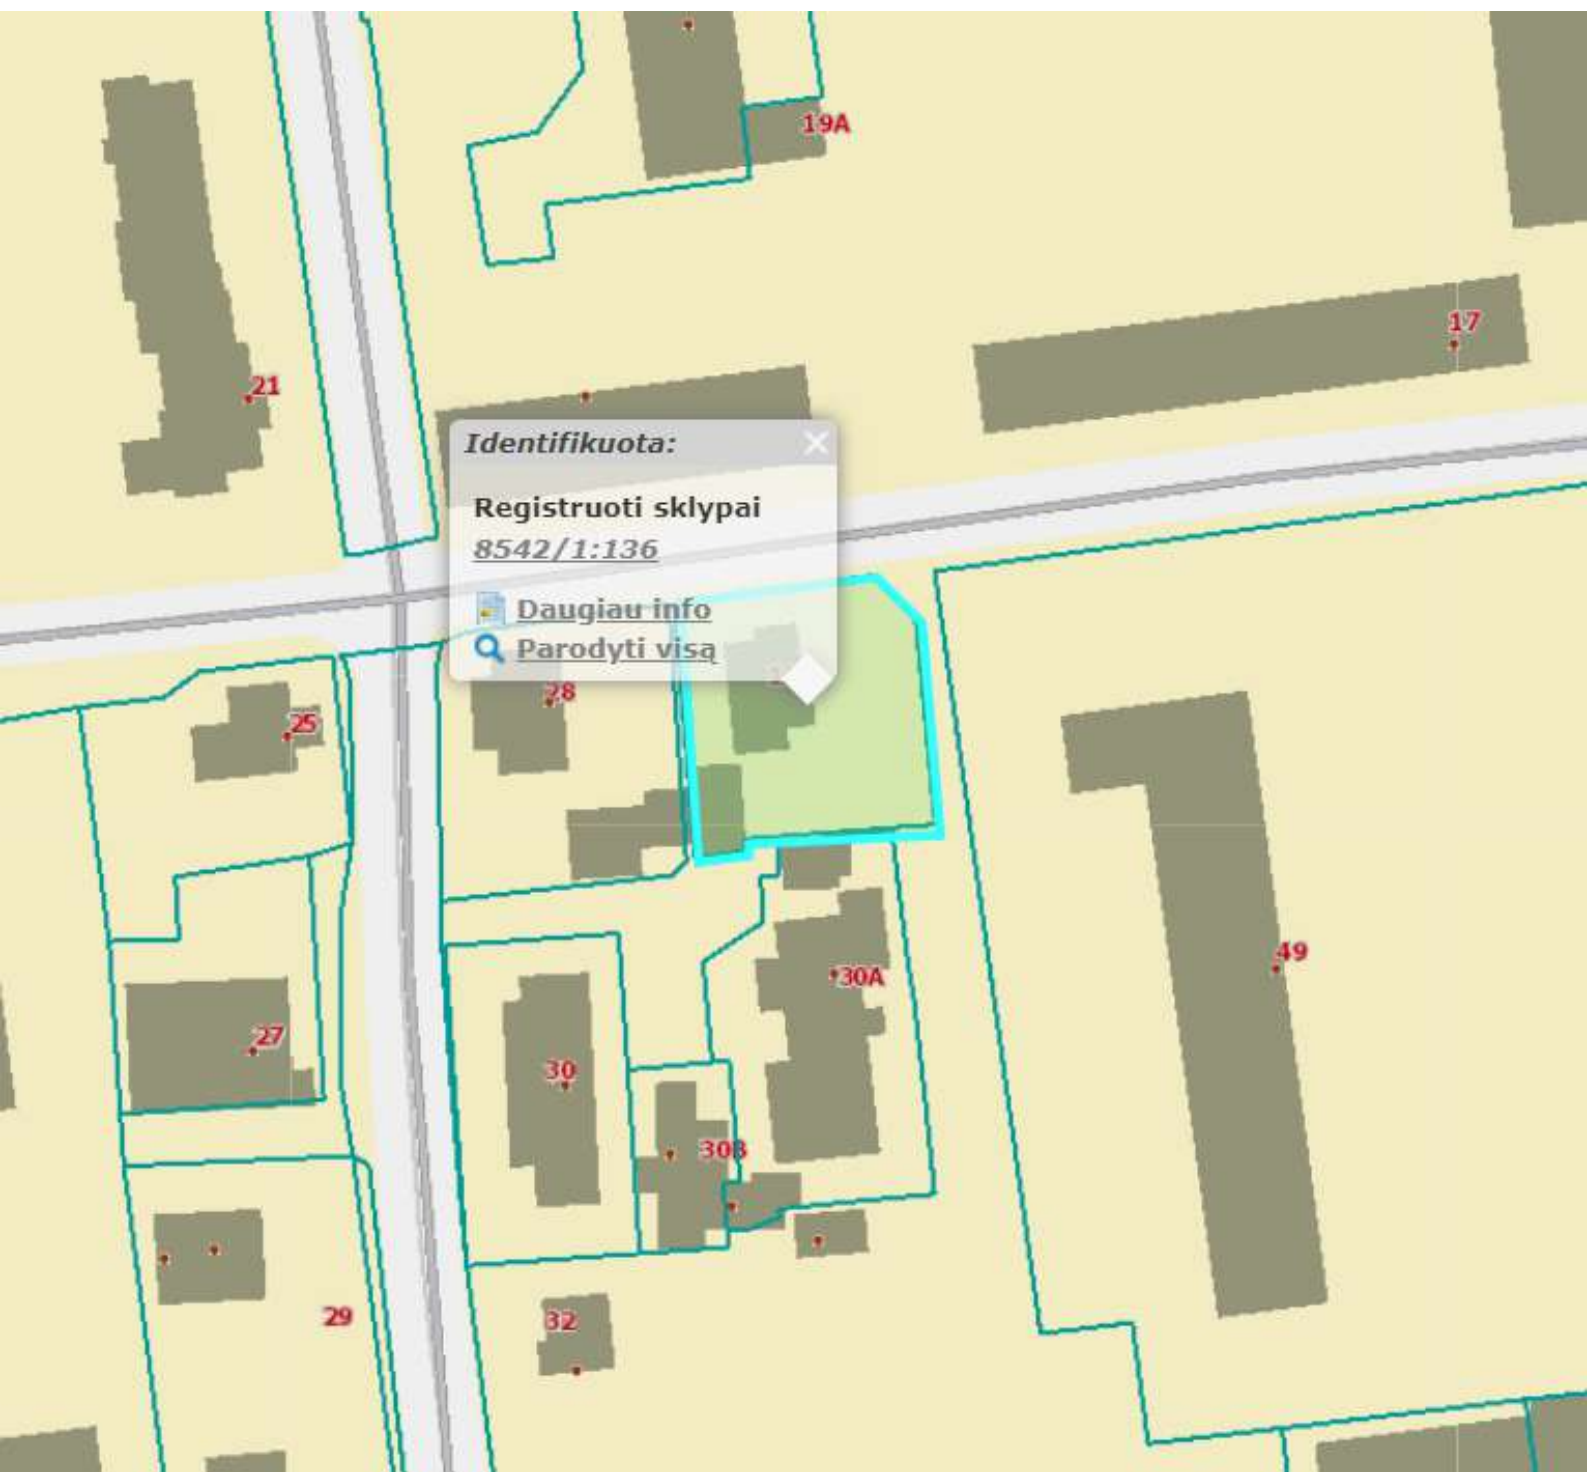 19A
17
21
Identifikuota:
Registruoti sklypai
8542/1:136
Daugiau info
Parodyti visą
28
25
49
30A
27
30
30B
29
32